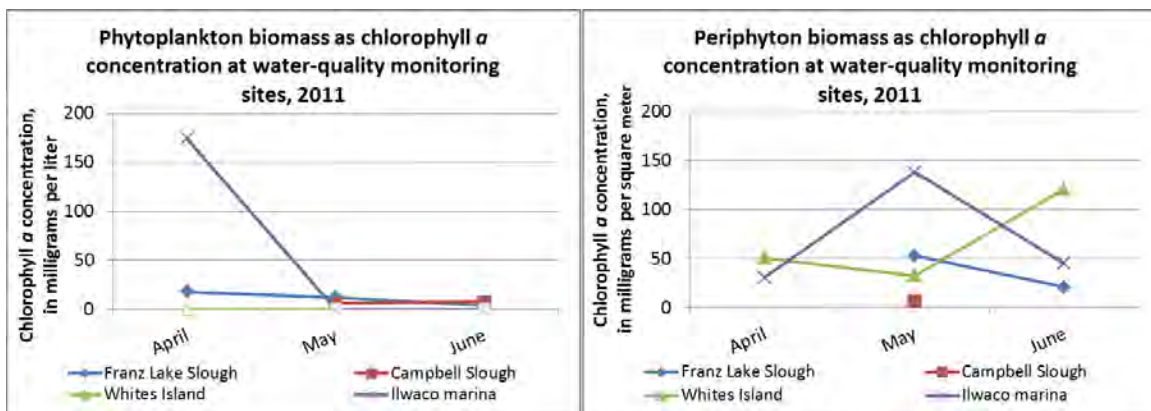 Phytoplankton biomass as chlorophyll a
concentration at water-quality monitoring
sites, 2011
Chlorophyll a concentration,
in milligrams per liter
200
150
100
50
0
April
May
June
Franz Lake Slough
Campbell Slough
Whites Island
Ilwaco marina
Periphyton biomass as chlorophyll a
concentration at water-quality monitoring
sites, 2011
Chlorophyll a concentration,
in milligrams per square meter
200
150
100
50
0
April
May
June
Franz Lake Slough
Campbell Slough
Whites Island
Ilwaco marina